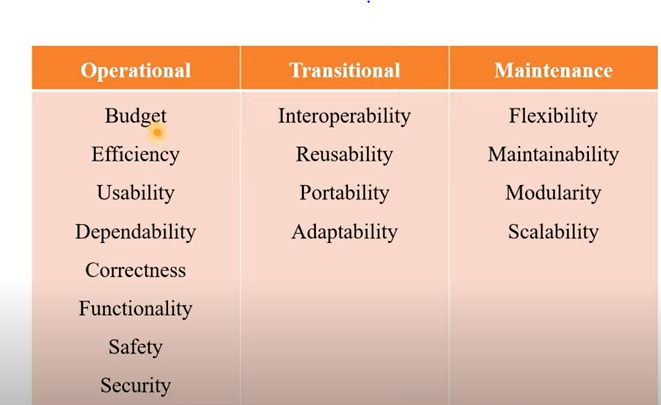 Operational Transitional Maintenance
Budget Interoperability Flexibility
Efficiency Reusability Maintainability
Usability Portability Modularity
Dependability Adaptability Scalability
Correctness
Functionality
Safety
Security